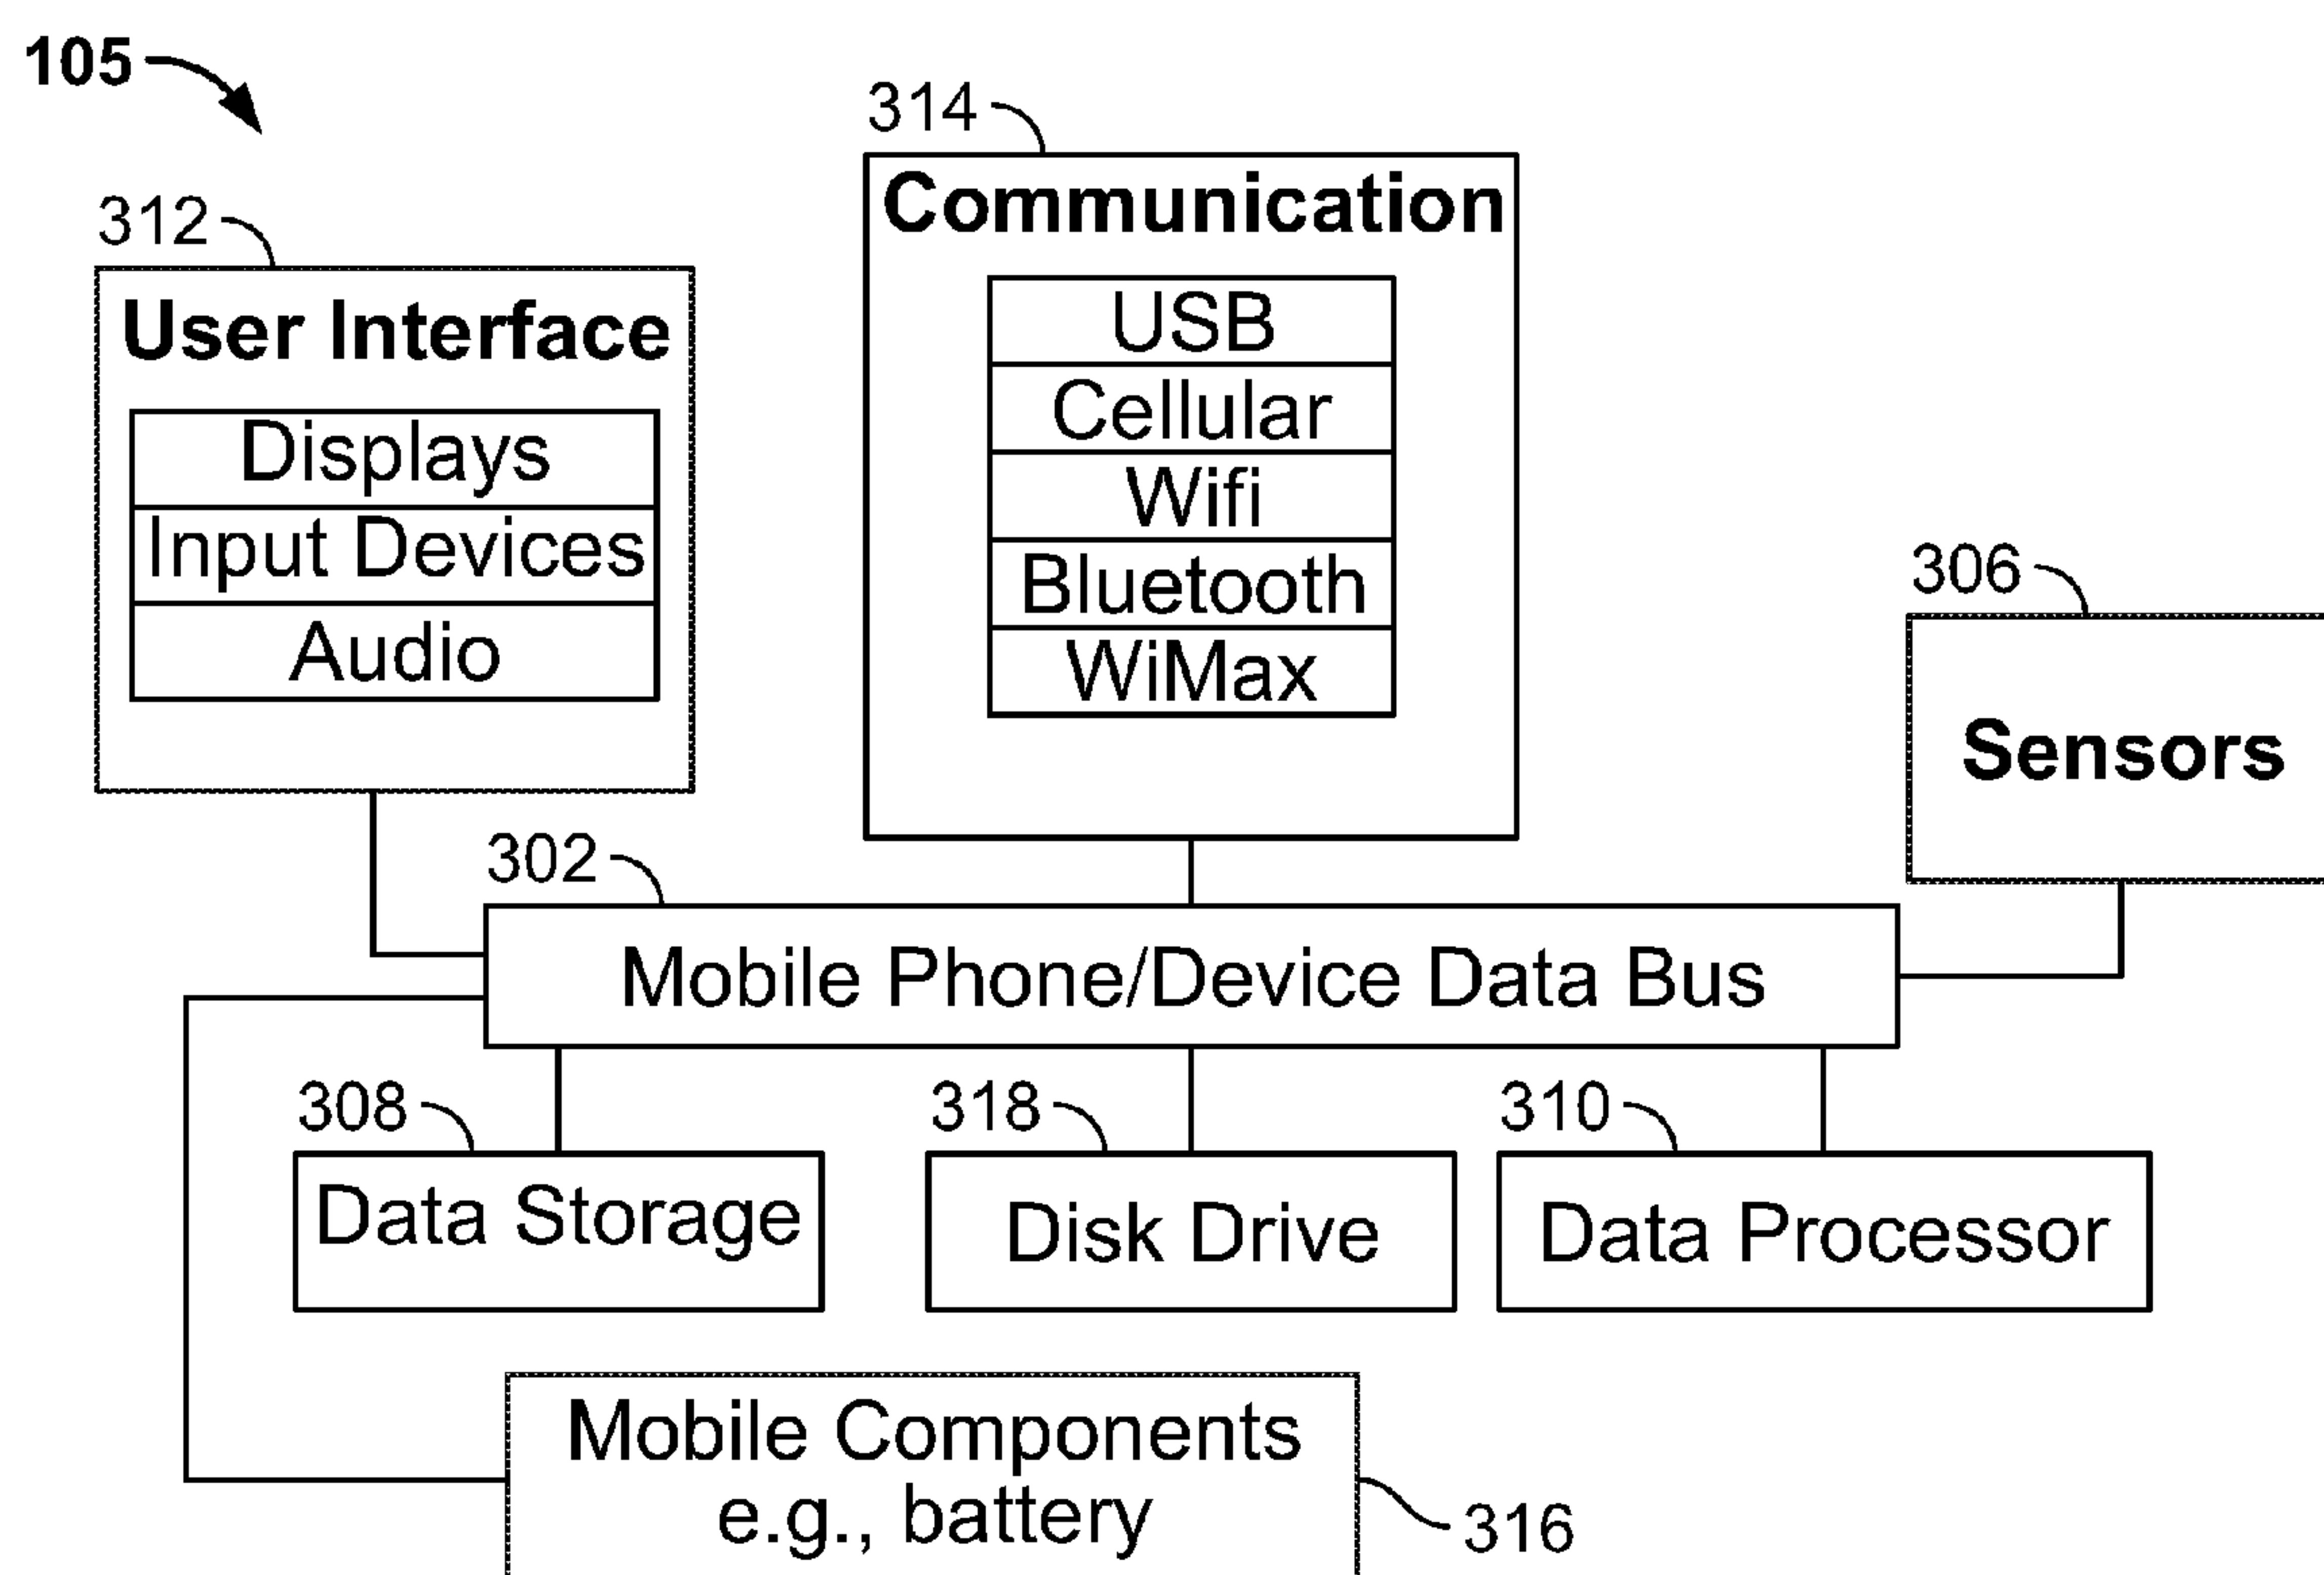 105
314
Communication
312
User Interface
USB
Cellular
Wifi
Bluetooth
WiMax
Displays
Input Devices
Audio
306
Sensors
302
Mobile Phone/Device Data Bus
308
318
310
Data Storage
Disk Drive
Data Processor
Mobile Components
e.g., battery
316